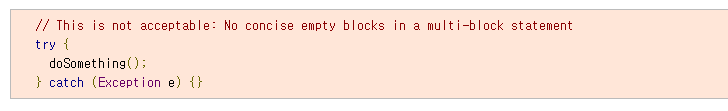 // This is not acceptable: No concise empty blocks in a multi-block statement
try {
  doSomething();
} catch (Exception e) {}